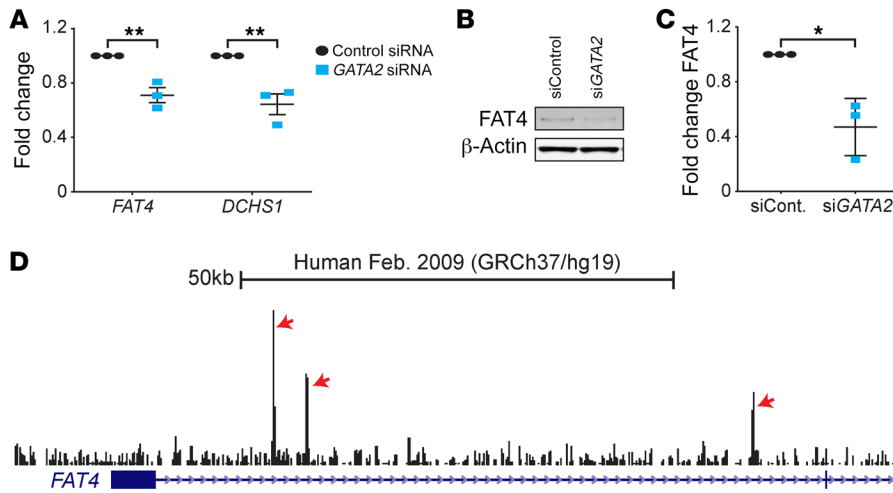 A
Fold change
1.2
0.8
0.4
0
**
**
FAT4
DCHS1
Control siRNA
GATA2 siRNA
B
siControl
siGATA2
FAT4
β-Actin
C
Fold change FAT4
1.2
0.8
0.4
0
*
siCont.
siGATA2
D
Human Feb. 2009 (GRCh37/hg19)
50kb
FAT4